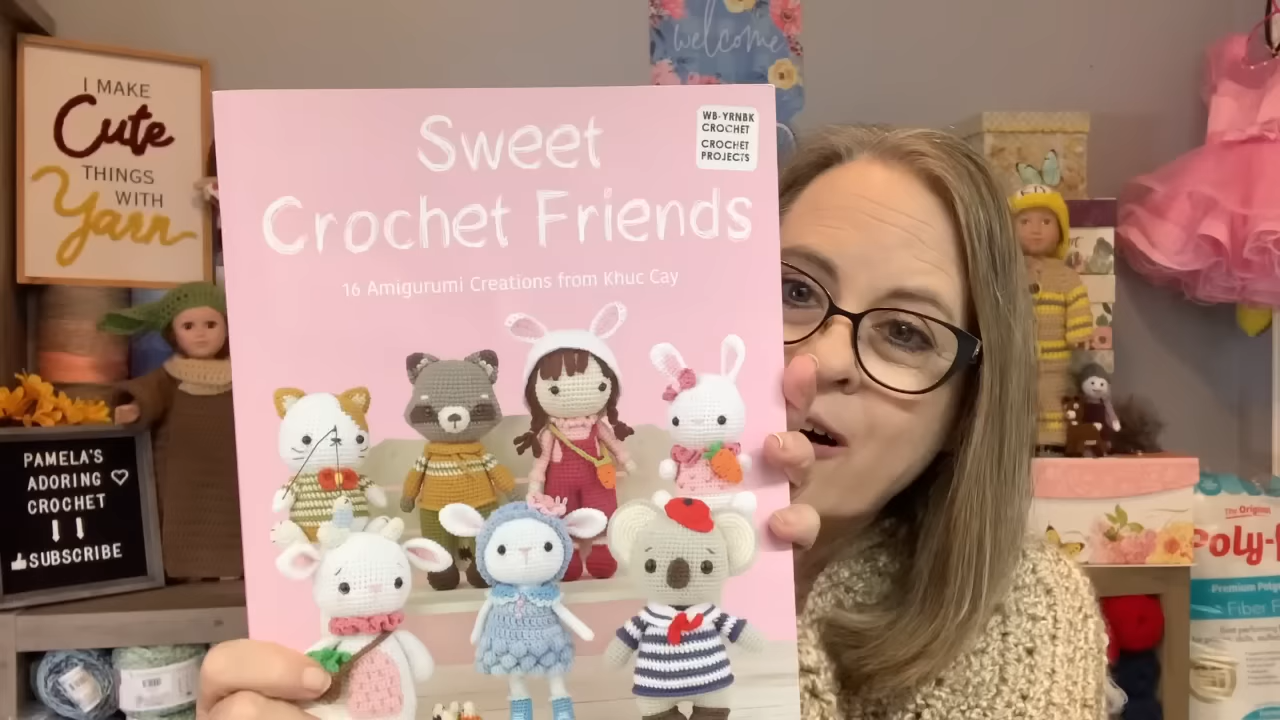 I MAKE
Cute
THINGS
WITH
Yarn
PAMELA'S
ADORING
CROCHET
SUBSCRIBE
Sweet
Crochet Friends
16 Amigurumi Creations from Khuc Cay
WB-YRNBK
CROCHET
CROCHET
PROJECTS
welcome
The Original
Poly-
Premium
Fiber